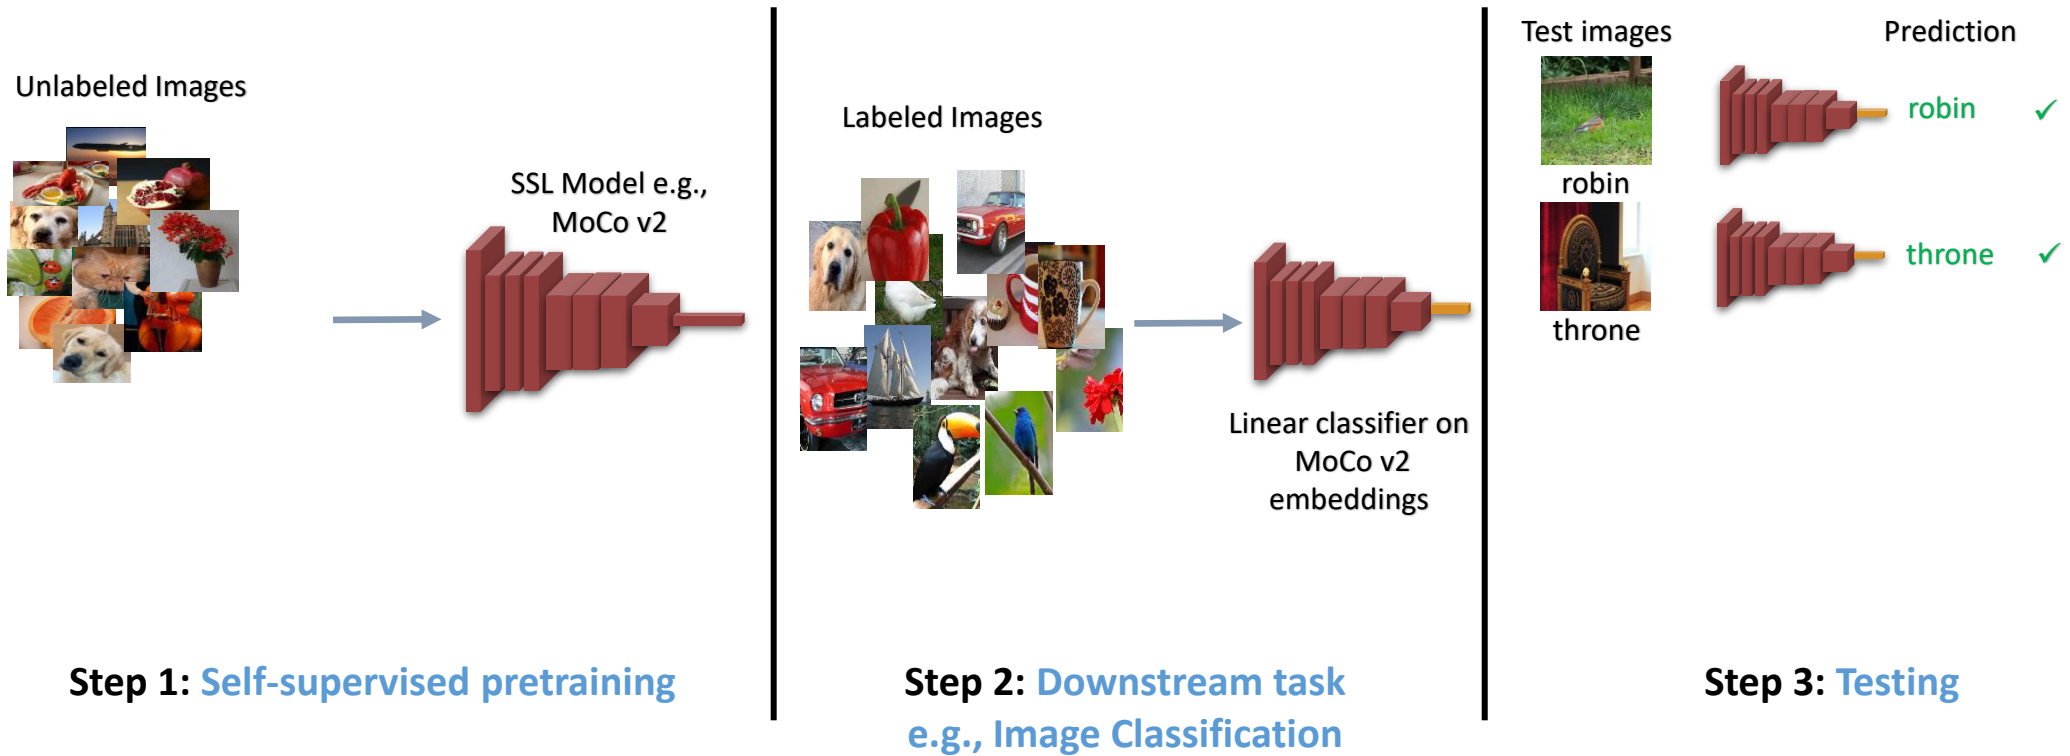 Unlabeled Images
SSL Model e.g.,
MoCo v2
Step 1: Self-supervised pretraining
Labeled Images
Linear classifier on
MoCo v2
embeddings
Step 2: Downstream task
e.g., Image Classification
Test images
Prediction
robin
✓
robin
throne
✓
throne
Step 3: Testing